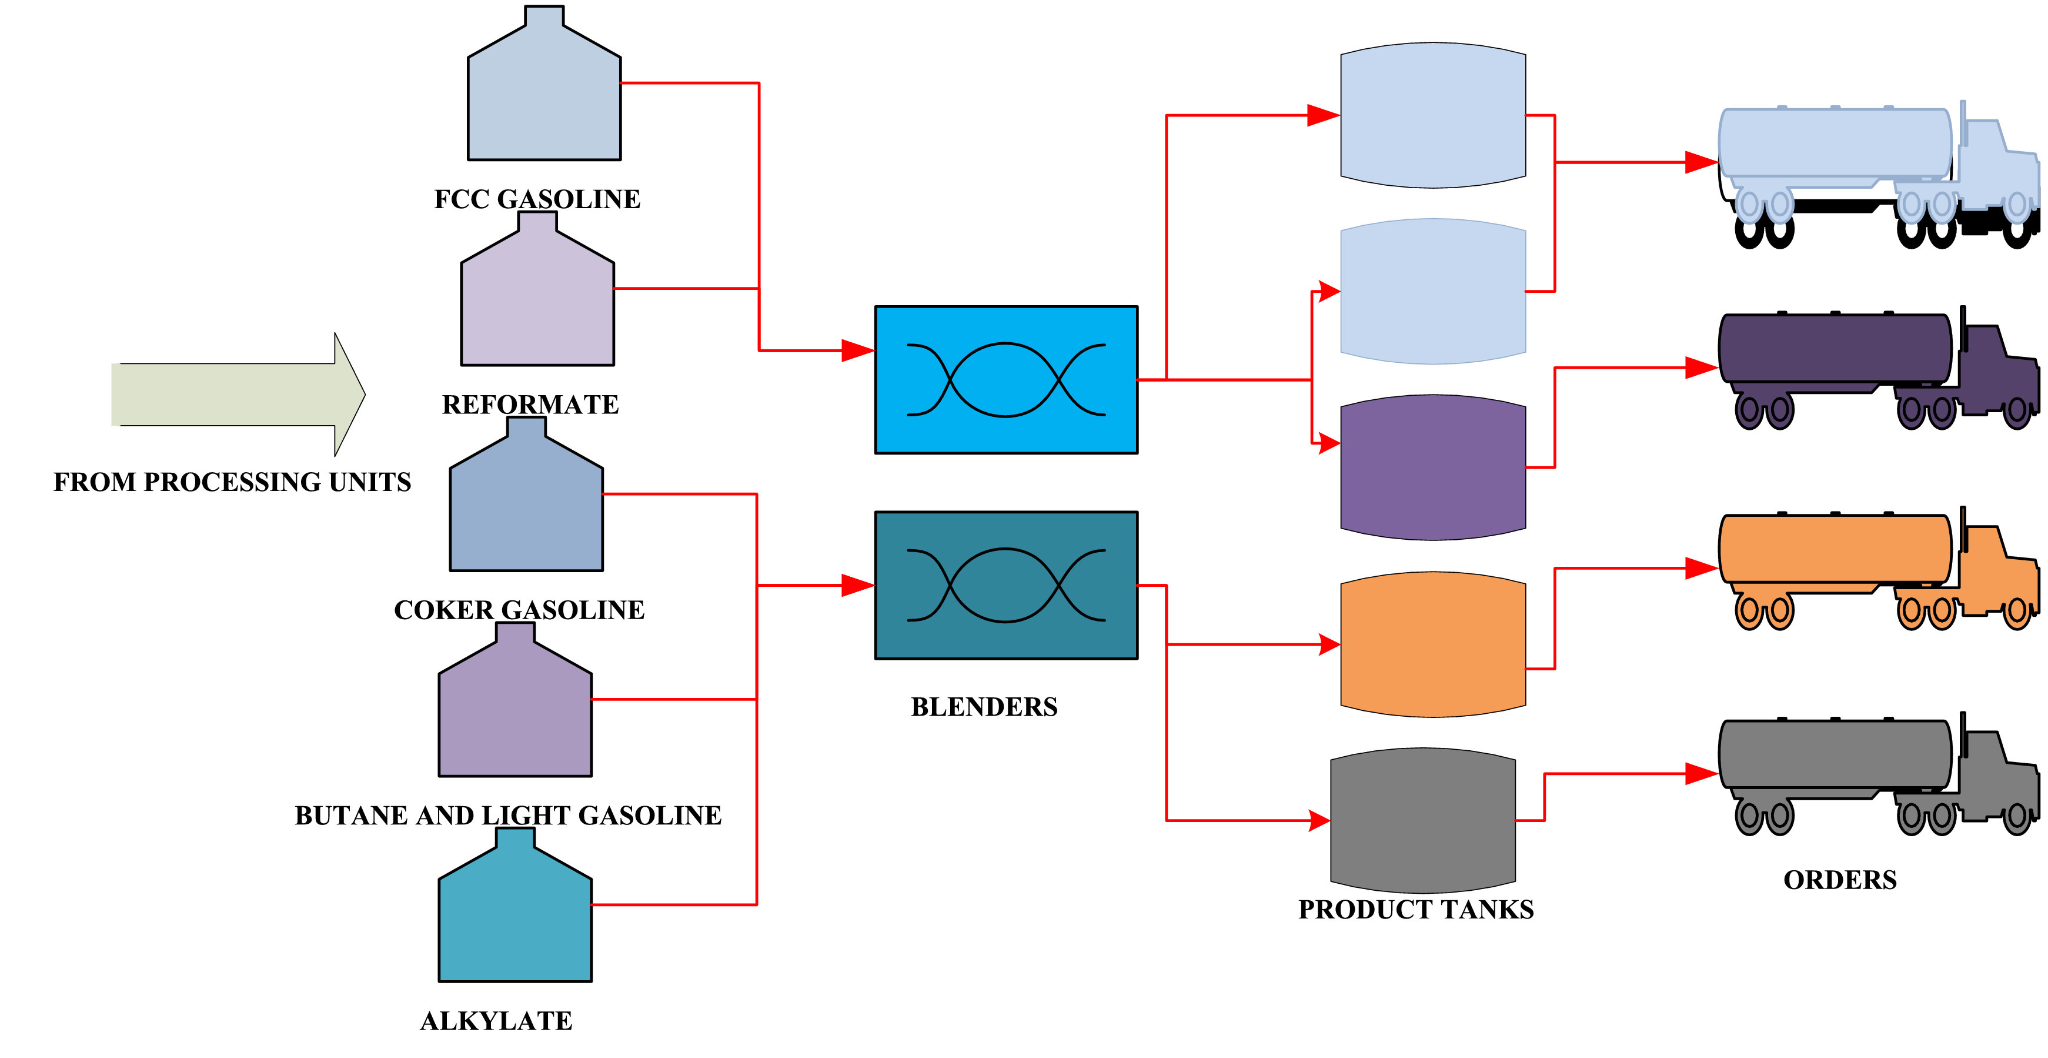 FCC GASOLINE
REFORMATE
FROM PROCESSING UNITS
COKER GASOLINE
BLENDERS
BUTANE AND LIGHT GASOLINE
ORDERS
PRODUCT TANKS
ALKYLATE